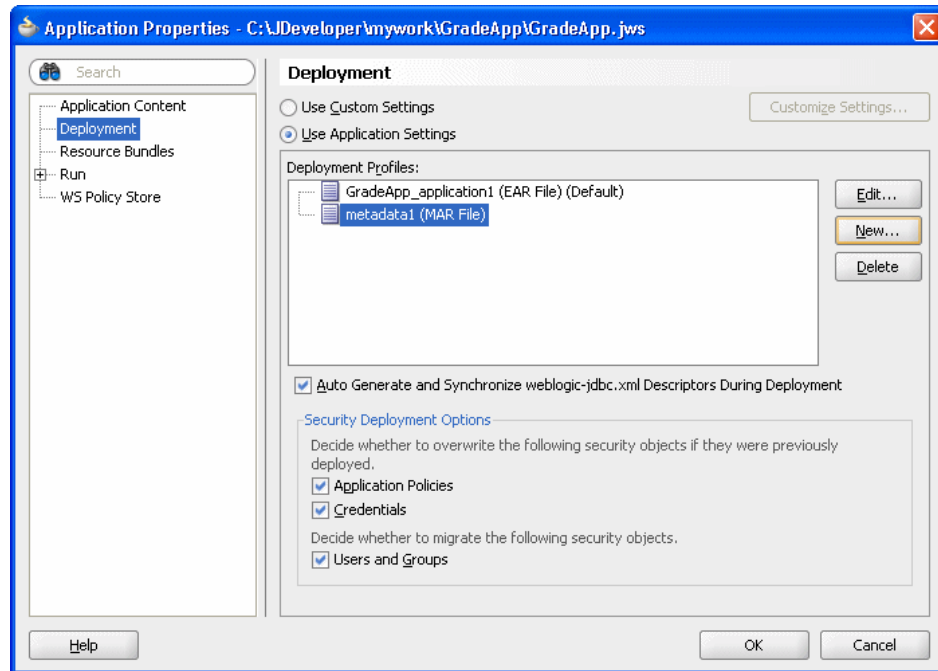 Application Properties - C:\JDeveloper\mywork\GradeApp\GradeApp.jws
Search
Application Content
Deployment
Resource Bundles
Run
WS Policy Store
Deployment
Use Custom Settings
Customize Settings...
Use Application Settings
Deployment Profiles:
GradeApp_application1 (EAR File) (Default)
metadata1 (MAR File)
Edit...
New...
Delete
Auto Generate and Synchronize weblogic-jdbc.xml Descriptors During Deployment
Security Deployment Options
Decide whether to overwrite the following security objects if they were previously
deployed.
Application Policies
Credentials
Decide whether to migrate the following security objects.
Users and Groups
Help
OK
Cancel